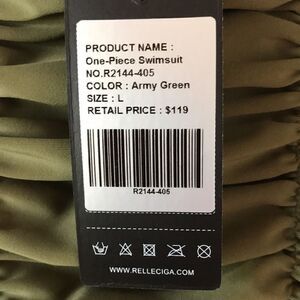 PRODUCT NAME :
One-Piece Swimsuit
NO.R2144-405
COLOR : Army Green
SIZE : L
RETAIL PRICE : $119
R2144-405
WWW.RELLECIGA.COM